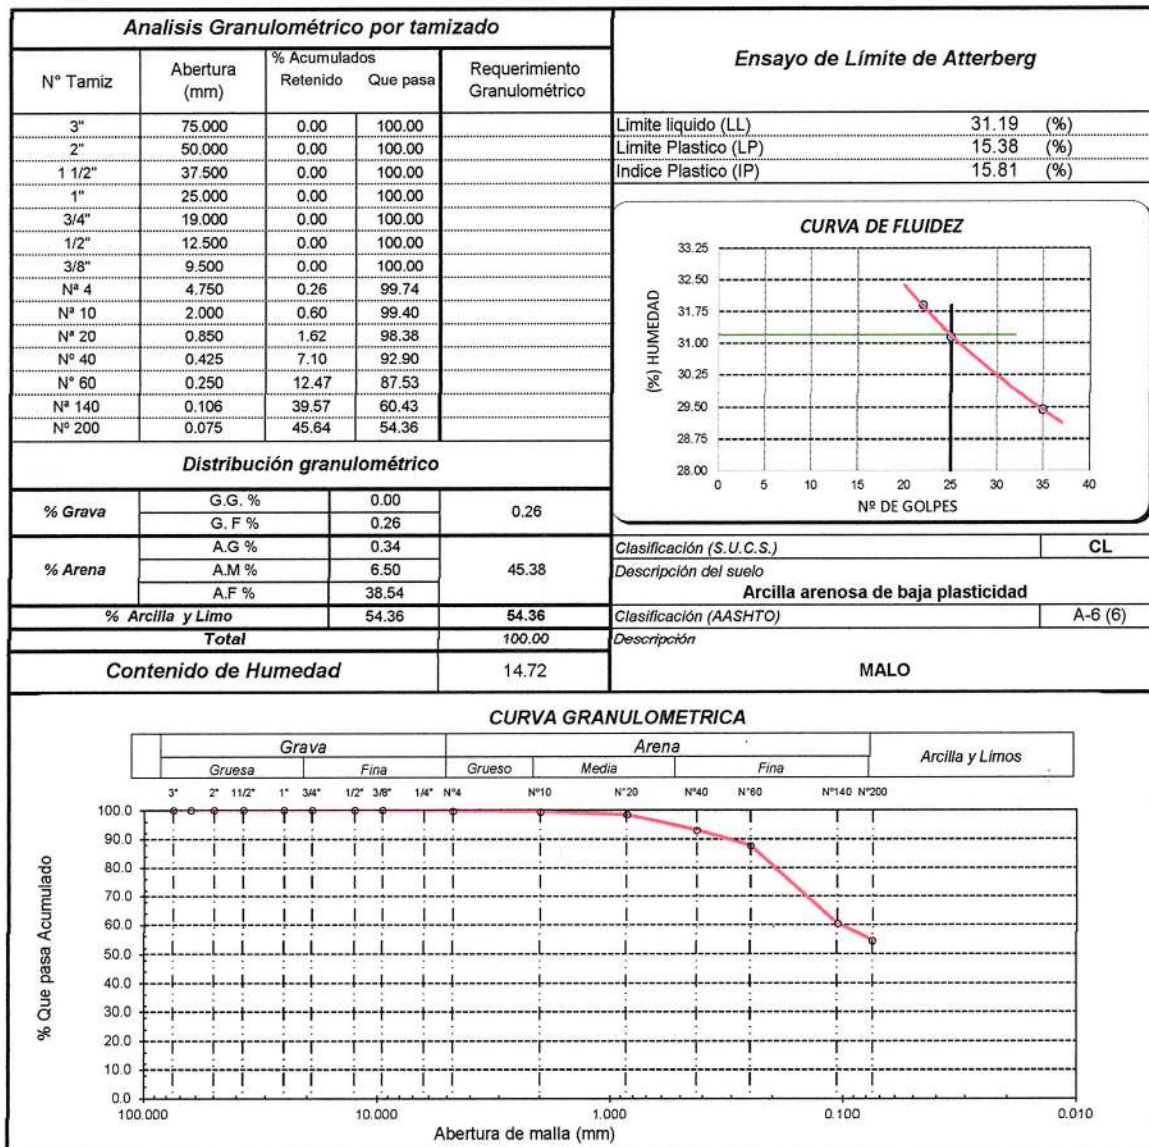 Analisis Granulométrico por tamizado
N° Tamiz Abertura (mm) % Acumulados Retenido Que pasa Requerimiento Granulométrico
3" 75.000 0.00 100.00
2" 50.000 0.00 100.00
1 1/2" 37.500 0.00 100.00
1" 25.000 0.00 100.00
3/4" 19.000 0.00 100.00
1/2" 12.500 0.00 100.00
3/8" 9.500 0.00 100.00
Nª 4 4.750 0.26 99.74
Nª 10 2.000 0.60 99.40
Nª 20 0.850 1.62 98.38
Nº 40 0.425 7.10 92.90
N° 60 0.250 12.47 87.53
Nª 140 0.106 39.57 60.43
Nº 200 0.075 45.64 54.36
Distribución granulométrico
% Grava G.G. % 0.00 0.26
G. F % 0.26
% Arena A.G % 0.34 45.38
A.M % 6.50
A.F % 38.54
% Arcilla y Limo 54.36 54.36
Total 100.00
Contenido de Humedad 14.72
Ensayo de Límite de Atterberg
Limite liquido (LL) 31.19 (%)
Limite Plastico (LP) 15.38 (%)
Indice Plastico (IP) 15.81 (%)
CURVA DE FLUIDEZ
(%) HUMEDAD
33.25
32.50
31.75
31.00
30.25
29.50
28.75
28.00
0 5 10 15 20 25 30 35 40
Nº DE GOLPES
Clasificación (S.U.C.S.) CL
Descripción del suelo
Arcilla arenosa de baja plasticidad
Clasificación (AASHTO) A-6 (6)
Descripción
MALO
CURVA GRANULOMETRICA
Grava Arena Arcilla y Limos
Gruesa Fina Grueso Media Fina
3" 2" 11/2" 1" 3/4" 1/2" 3/8" 1/4" N°4 N°10 N°20 N°40 N°60 N°140 N°200
% Que pasa Acumulado
100.0
90.0
80.0
70.0
60.0
50.0
40.0
30.0
20.0
10.0
0.0
100.000 10.000 1.000 0.100 0.010
Abertura de malla (mm)